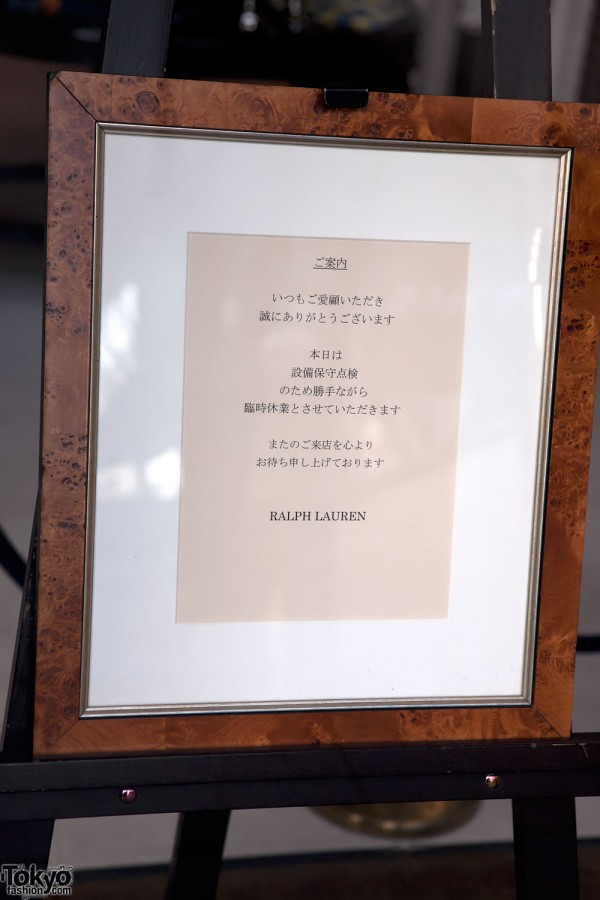 ご案内
いつもご愛顧いただき
誠にありがとうございます
本日は
設備保守点検
のため勝手ながら
臨時休業とさせていただきます
またのご来店を心より
お待ち申し上げております
RALPH LAUREN
TOKYO
fashion.com